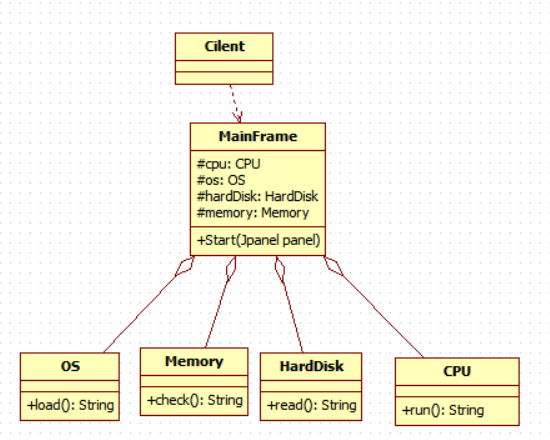 Cilent
MainFrame
#cpu: CPU
#os: OS
#hardDisk: HardDisk
#memory: Memory
+Start(Jpanel panel)
OS
+load(): String
Memory
+check(): String
HardDisk
+read(): String
CPU
+run(): String